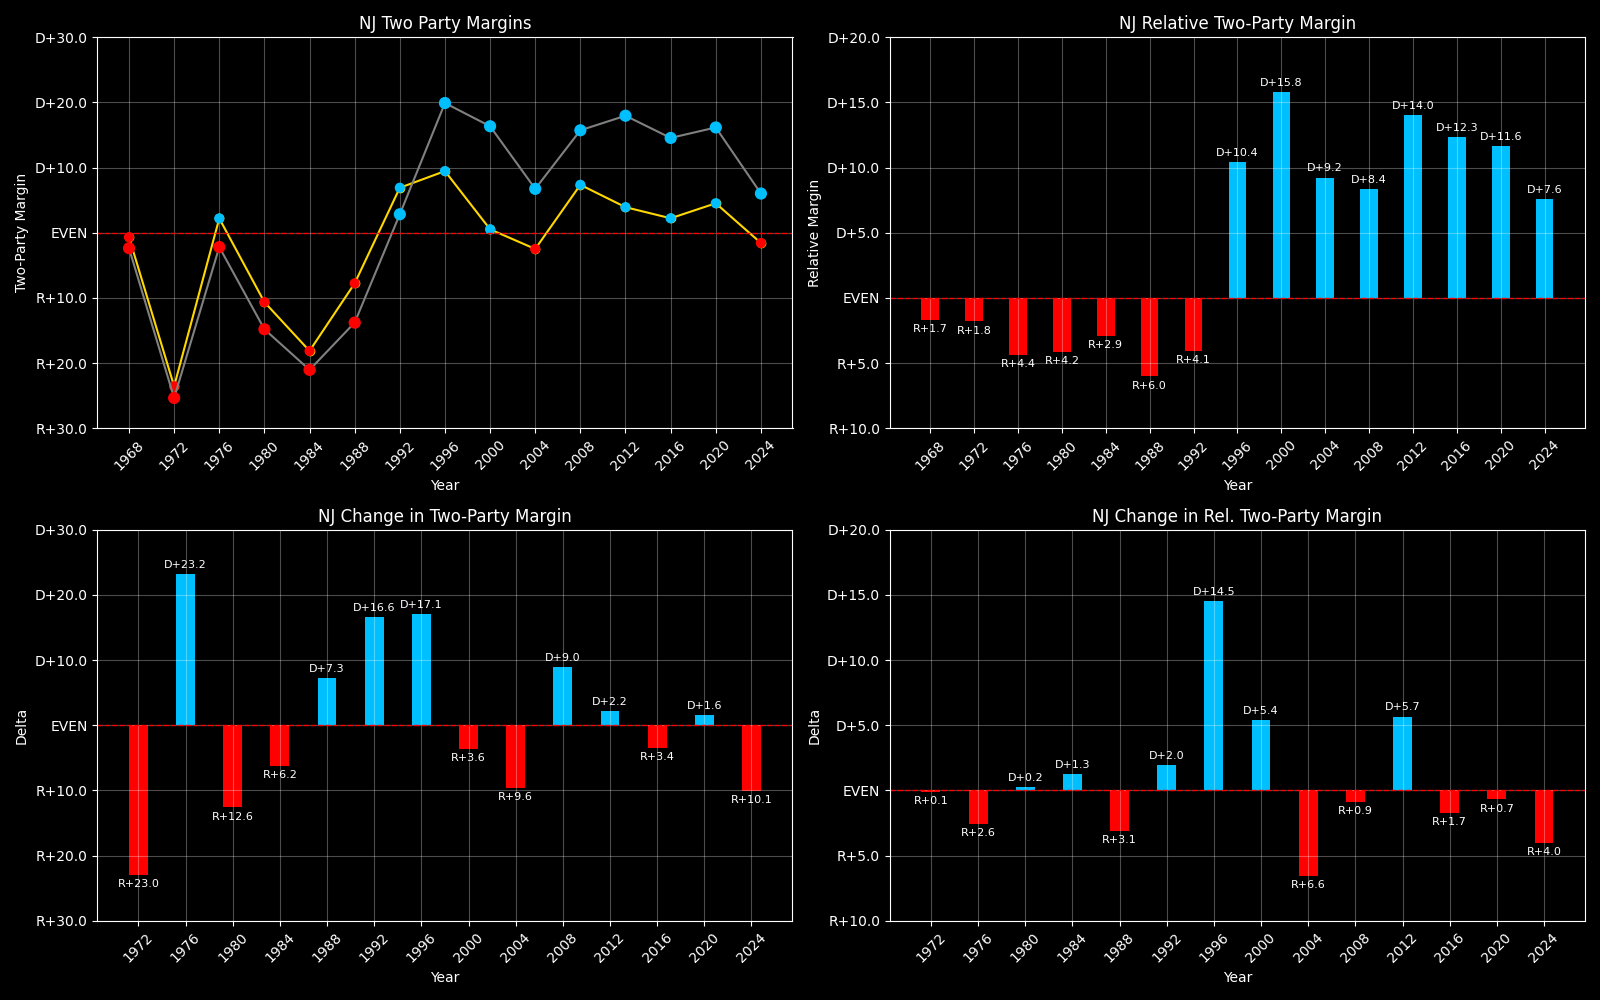 NJ Two Party Margins
D+30.0
D+20.0
D+10.0
EVEN
R+10.0
R+20.0
R+30.0
Two-Party Margin
1968 1972 1976 1980 1984 1988 1992 1996 2000 2004 2008 2012 2016 2020 2024
Year
NJ Relative Two-Party Margin
D+20.0
D+15.0
D+10.0
D+5.0
EVEN
R+5.0
R+10.0
Relative Margin
R+1.7 R+1.8 R+4.4 R+4.2 R+2.9 R+6.0 R+4.1 D+10.4 D+15.8 D+9.2 D+8.4 D+14.0 D+12.3 D+11.6 D+7.6
1968 1972 1976 1980 1984 1988 1992 1996 2000 2004 2008 2012 2016 2020 2024
Year
NJ Change in Two-Party Margin
D+30.0
D+20.0
D+10.0
EVEN
R+10.0
R+20.0
R+30.0
Delta
R+23.0 D+23.2 R+12.6 R+6.2 D+7.3 D+16.6 D+17.1 R+3.6 R+9.6 D+9.0 D+2.2 R+3.4 D+1.6 R+10.1
1972 1976 1980 1984 1988 1992 1996 2000 2004 2008 2012 2016 2020 2024
Year
NJ Change in Rel. Two-Party Margin
D+20.0
D+15.0
D+10.0
D+5.0
EVEN
R+5.0
R+10.0
Delta
R+0.1 R+2.6 D+0.2 D+1.3 R+3.1 D+2.0 D+14.5 D+5.4 R+6.6 R+0.9 D+5.7 R+1.7 R+0.7 R+4.0
1972 1976 1980 1984 1988 1992 1996 2000 2004 2008 2012 2016 2020 2024
Year